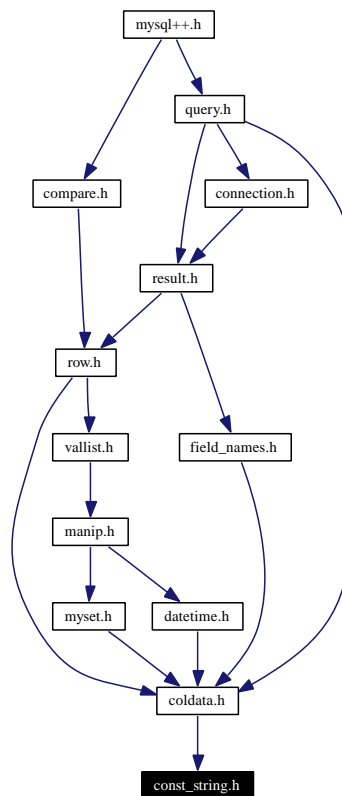 mysql++.h
query.h
compare.h
connection.h
result.h
row.h
vallist.h
field_names.h
manip.h
myset.h
datetime.h
coldata.h
const_string.h